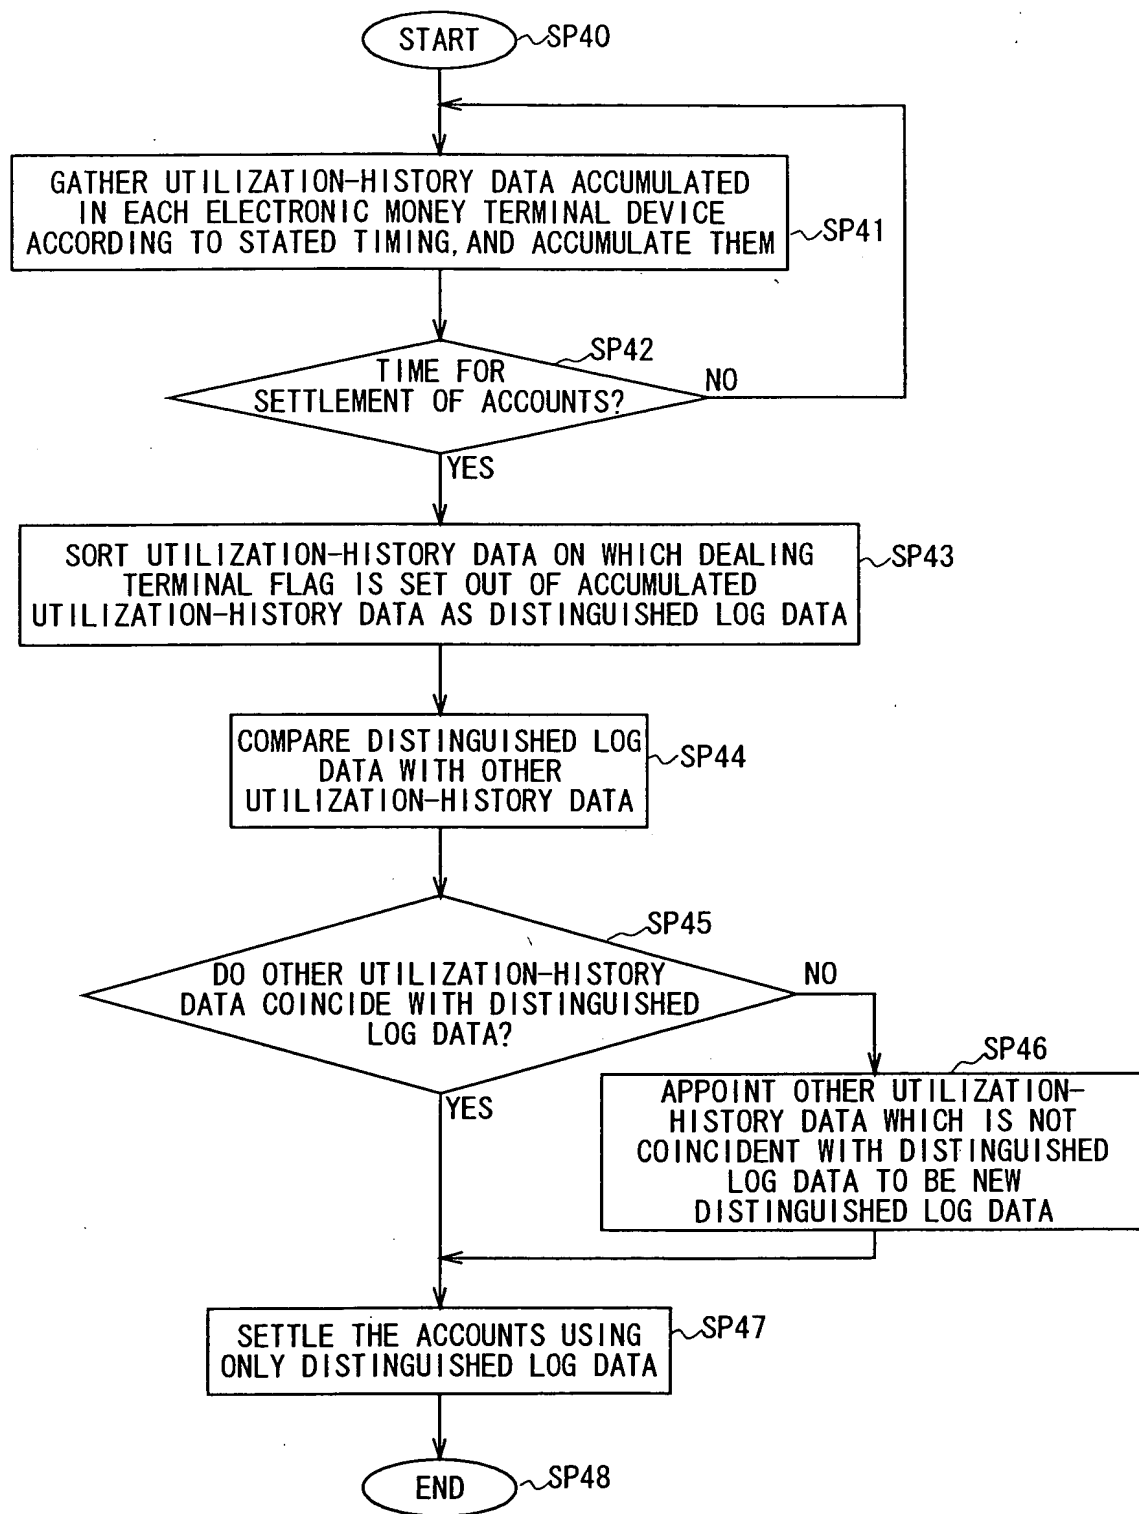 START
SP40
GATHER UTILIZATION-HISTORY DATA ACCUMULATED
IN EACH ELECTRONIC MONEY TERMINAL DEVICE
ACCORDING TO STATED TIMING, AND ACCUMULATE THEM
SP41
SP42
TIME FOR
SETTLEMENT OF ACCOUNTS?
NO
YES
SORT UTILIZATION-HISTORY DATA ON WHICH DEALING
TERMINAL FLAG IS SET OUT OF ACCUMULATED
UTILIZATION-HISTORY DATA AS DISTINGUISHED LOG DATA
SP43
COMPARE DISTINGUISHED LOG
DATA WITH OTHER
UTILIZATION-HISTORY DATA
SP44
SP45
DO OTHER UTILIZATION-HISTORY
DATA COINCIDE WITH DISTINGUISHED
LOG DATA?
NO
YES
SP46
APPOINT OTHER UTILIZATION-
HISTORY DATA WHICH IS NOT
COINCIDENT WITH DISTINGUISHED
LOG DATA TO BE NEW
DISTINGUISHED LOG DATA
SETTLE THE ACCOUNTS USING
ONLY DISTINGUISHED LOG DATA
SP47
END
SP48